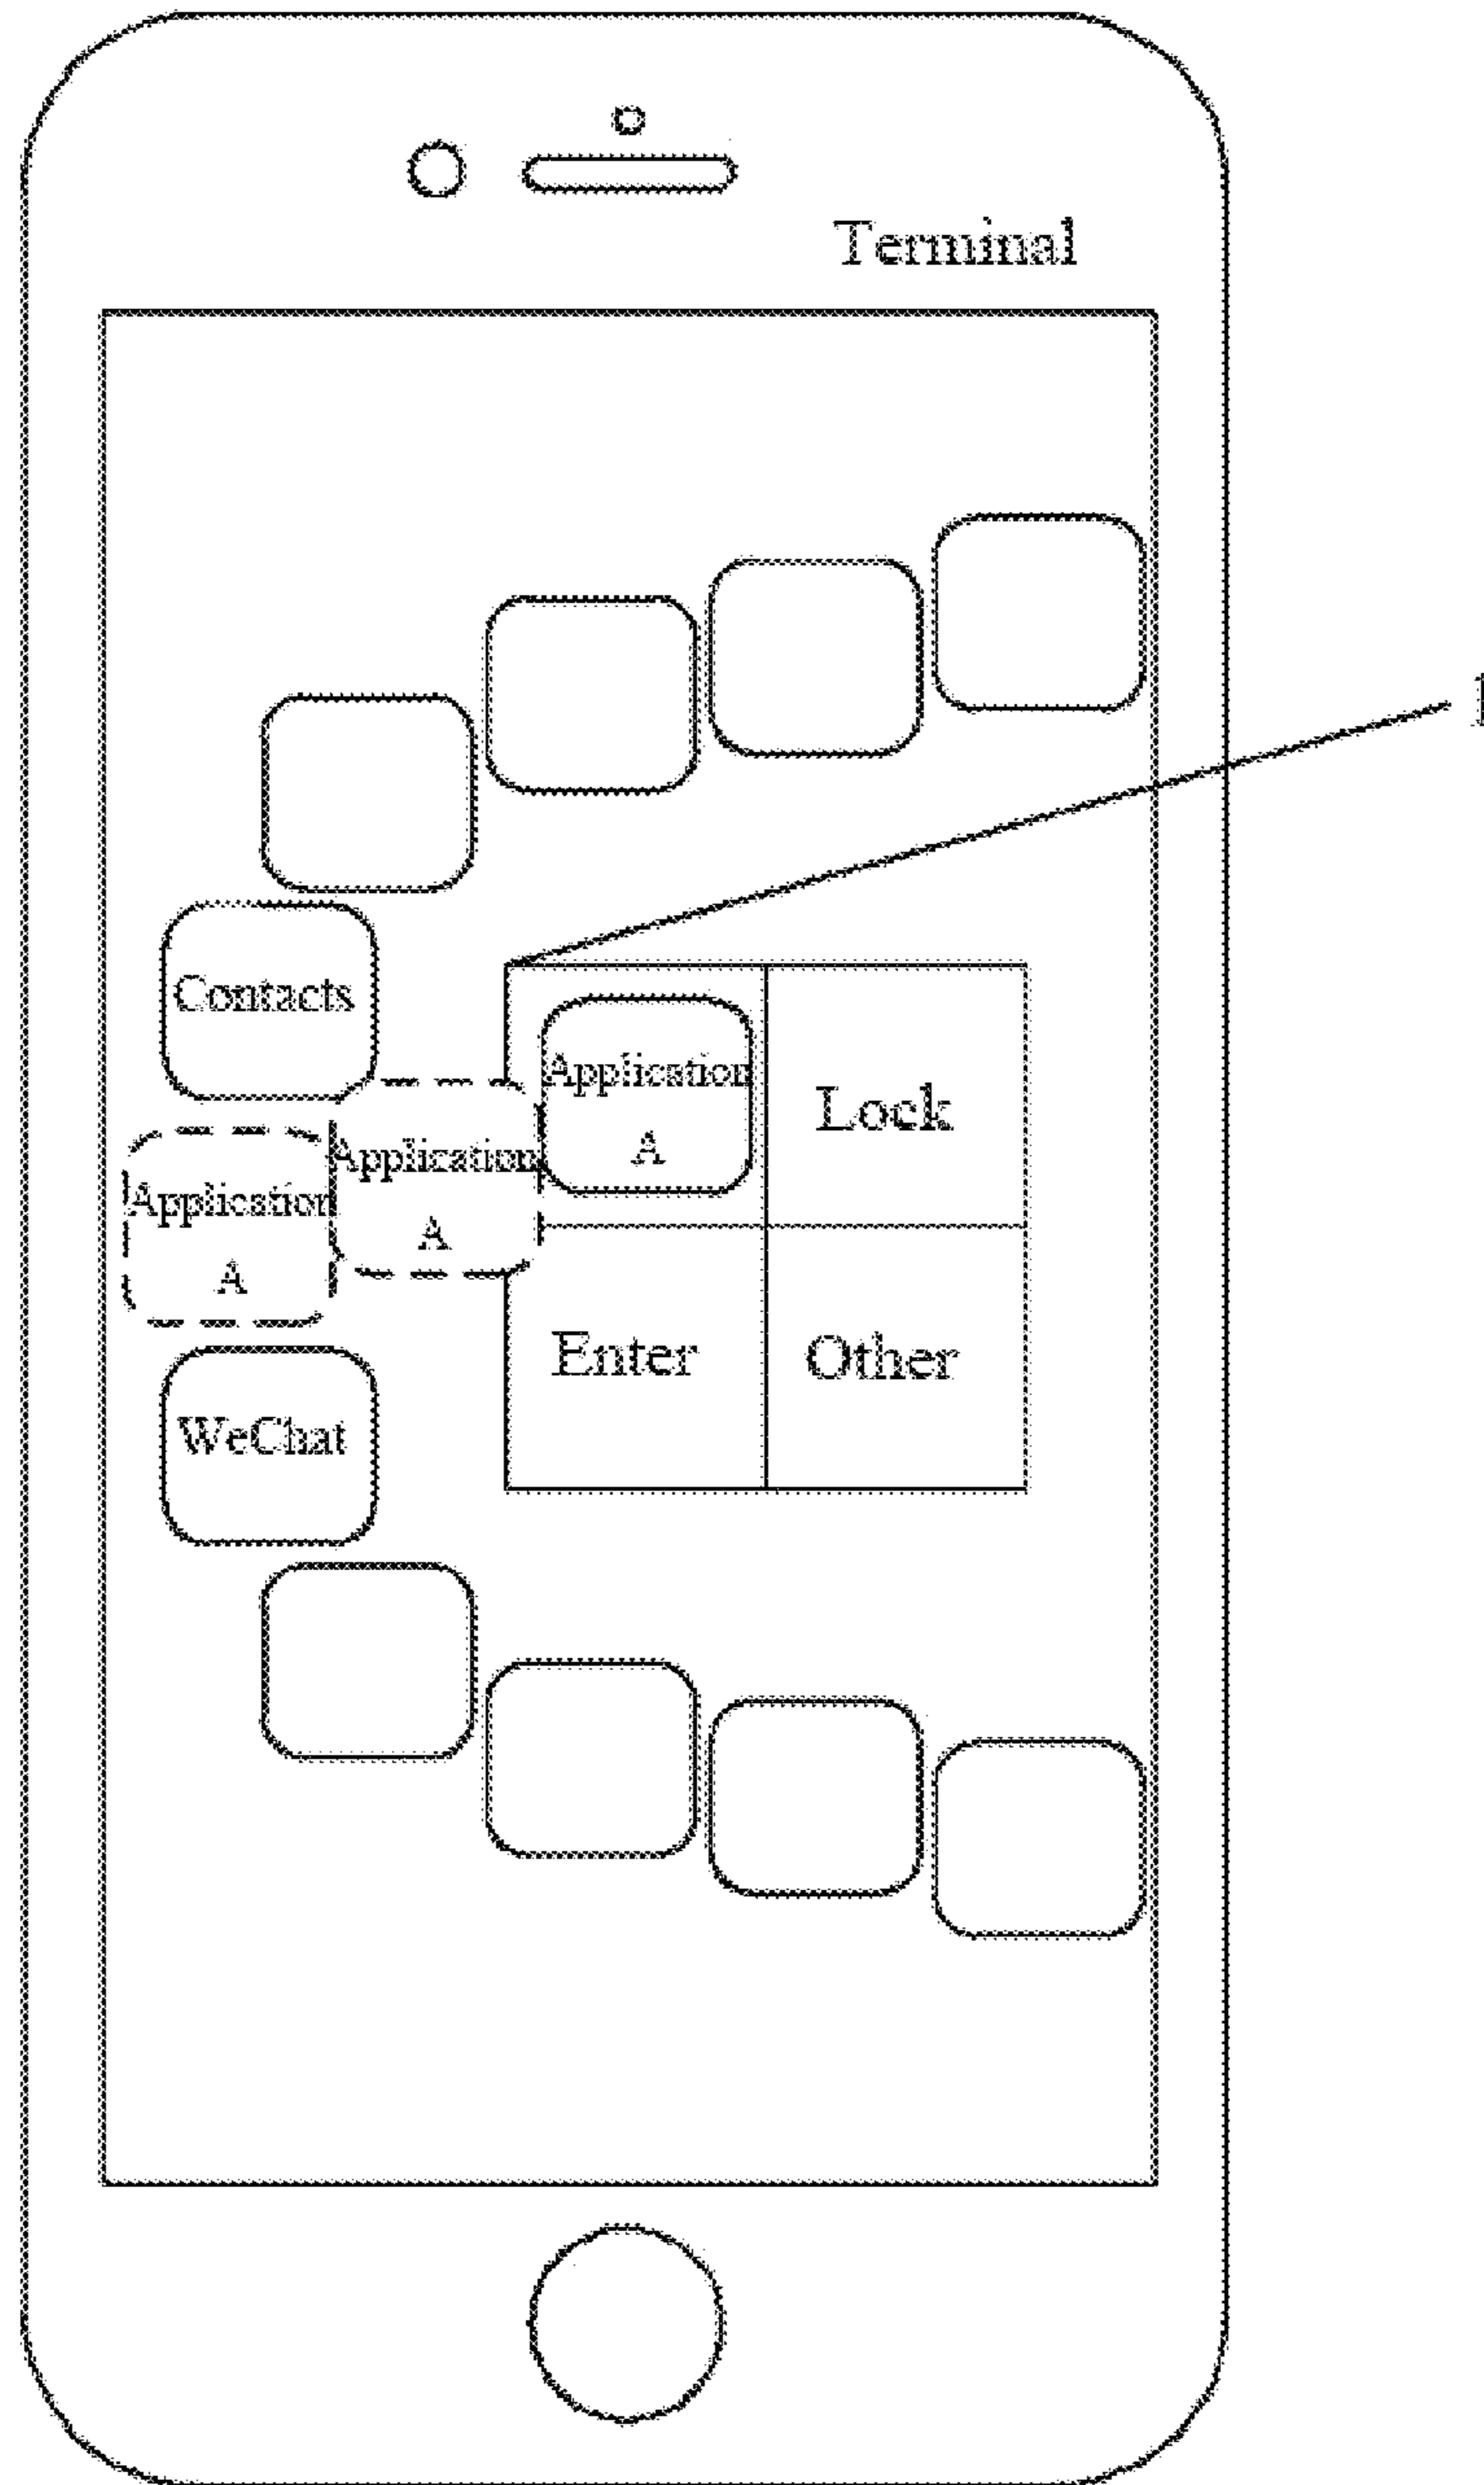 Terminal
Contacts
Application
A
Lock
Application
A
Application
A
Enter
Other
WeChat